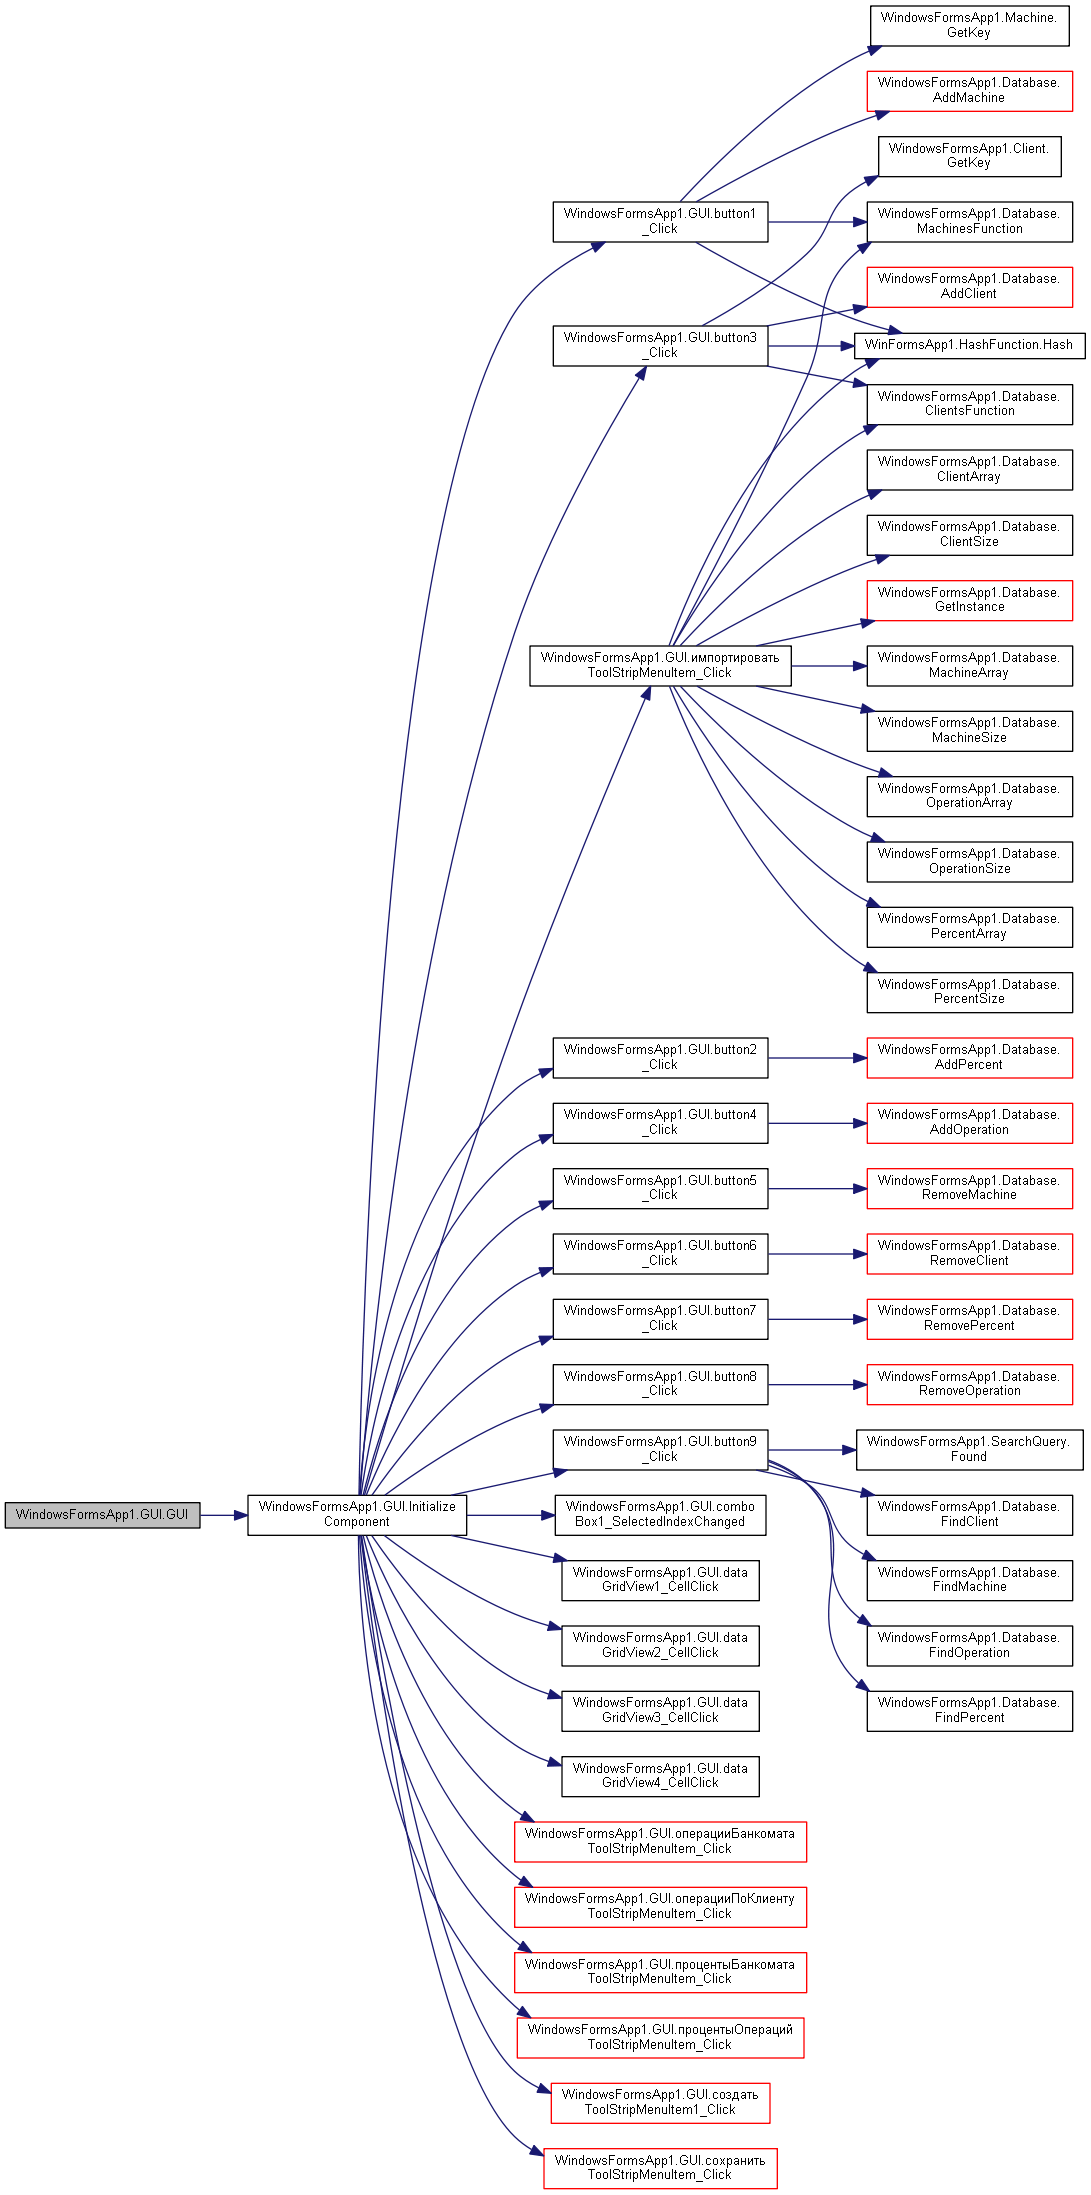 WindowsFormsApp1.Machine.
GetKey
WindowsFormsApp1.Database.
AddMachine
WindowsFormsApp1.Client.
GetKey
WindowsFormsApp1.GUI.button1
_Click
WindowsFormsApp1.Database.
MachinesFunction
WindowsFormsApp1.Database.
AddClient
WindowsFormsApp1.GUI.button3
_Click
WinFormsApp1.HashFunction.Hash
WindowsFormsApp1.Database.
ClientsFunction
WindowsFormsApp1.Database.
ClientArray
WindowsFormsApp1.Database.
ClientSize
WindowsFormsApp1.Database.
GetInstance
WindowsFormsApp1.GUI.импортировать
ToolStripMenuItem_Click
WindowsFormsApp1.Database.
MachineArray
WindowsFormsApp1.Database.
MachineSize
WindowsFormsApp1.Database.
OperationArray
WindowsFormsApp1.Database.
OperationSize
WindowsFormsApp1.Database.
PercentArray
WindowsFormsApp1.Database.
PercentSize
WindowsFormsApp1.GUI.button2
_Click
WindowsFormsApp1.Database.
AddPercent
WindowsFormsApp1.GUI.button4
_Click
WindowsFormsApp1.Database.
AddOperation
WindowsFormsApp1.GUI.button5
_Click
WindowsFormsApp1.Database.
RemoveMachine
WindowsFormsApp1.GUI.button6
_Click
WindowsFormsApp1.Database.
RemoveClient
WindowsFormsApp1.GUI.button7
_Click
WindowsFormsApp1.Database.
RemovePercent
WindowsFormsApp1.GUI.button8
_Click
WindowsFormsApp1.Database.
RemoveOperation
WindowsFormsApp1.GUI.button9
_Click
WindowsFormsApp1.SearchQuery.
Found
WindowsFormsApp1.GUI.GUI
WindowsFormsApp1.GUI.Initialize
Component
WindowsFormsApp1.GUI.combo
Box1_SelectedIndexChanged
WindowsFormsApp1.Database.
FindClient
WindowsFormsApp1.GUI.data
GridView1_CellClick
WindowsFormsApp1.Database.
FindMachine
WindowsFormsApp1.GUI.data
GridView2_CellClick
WindowsFormsApp1.Database.
FindOperation
WindowsFormsApp1.GUI.data
GridView3_CellClick
WindowsFormsApp1.Database.
FindPercent
WindowsFormsApp1.GUI.data
GridView4_CellClick
WindowsFormsApp1.GUI.операцииБанкомата
ToolStripMenuItem_Click
WindowsFormsApp1.GUI.операцииПоКлиенту
ToolStripMenuItem_Click
WindowsFormsApp1.GUI.процентыБанкомата
ToolStripMenuItem_Click
WindowsFormsApp1.GUI.процентыОпераций
ToolStripMenuItem_Click
WindowsFormsApp1.GUI.создать
ToolStripMenuItem1_Click
WindowsFormsApp1.GUI.сохранить
ToolStripMenuItem_Click